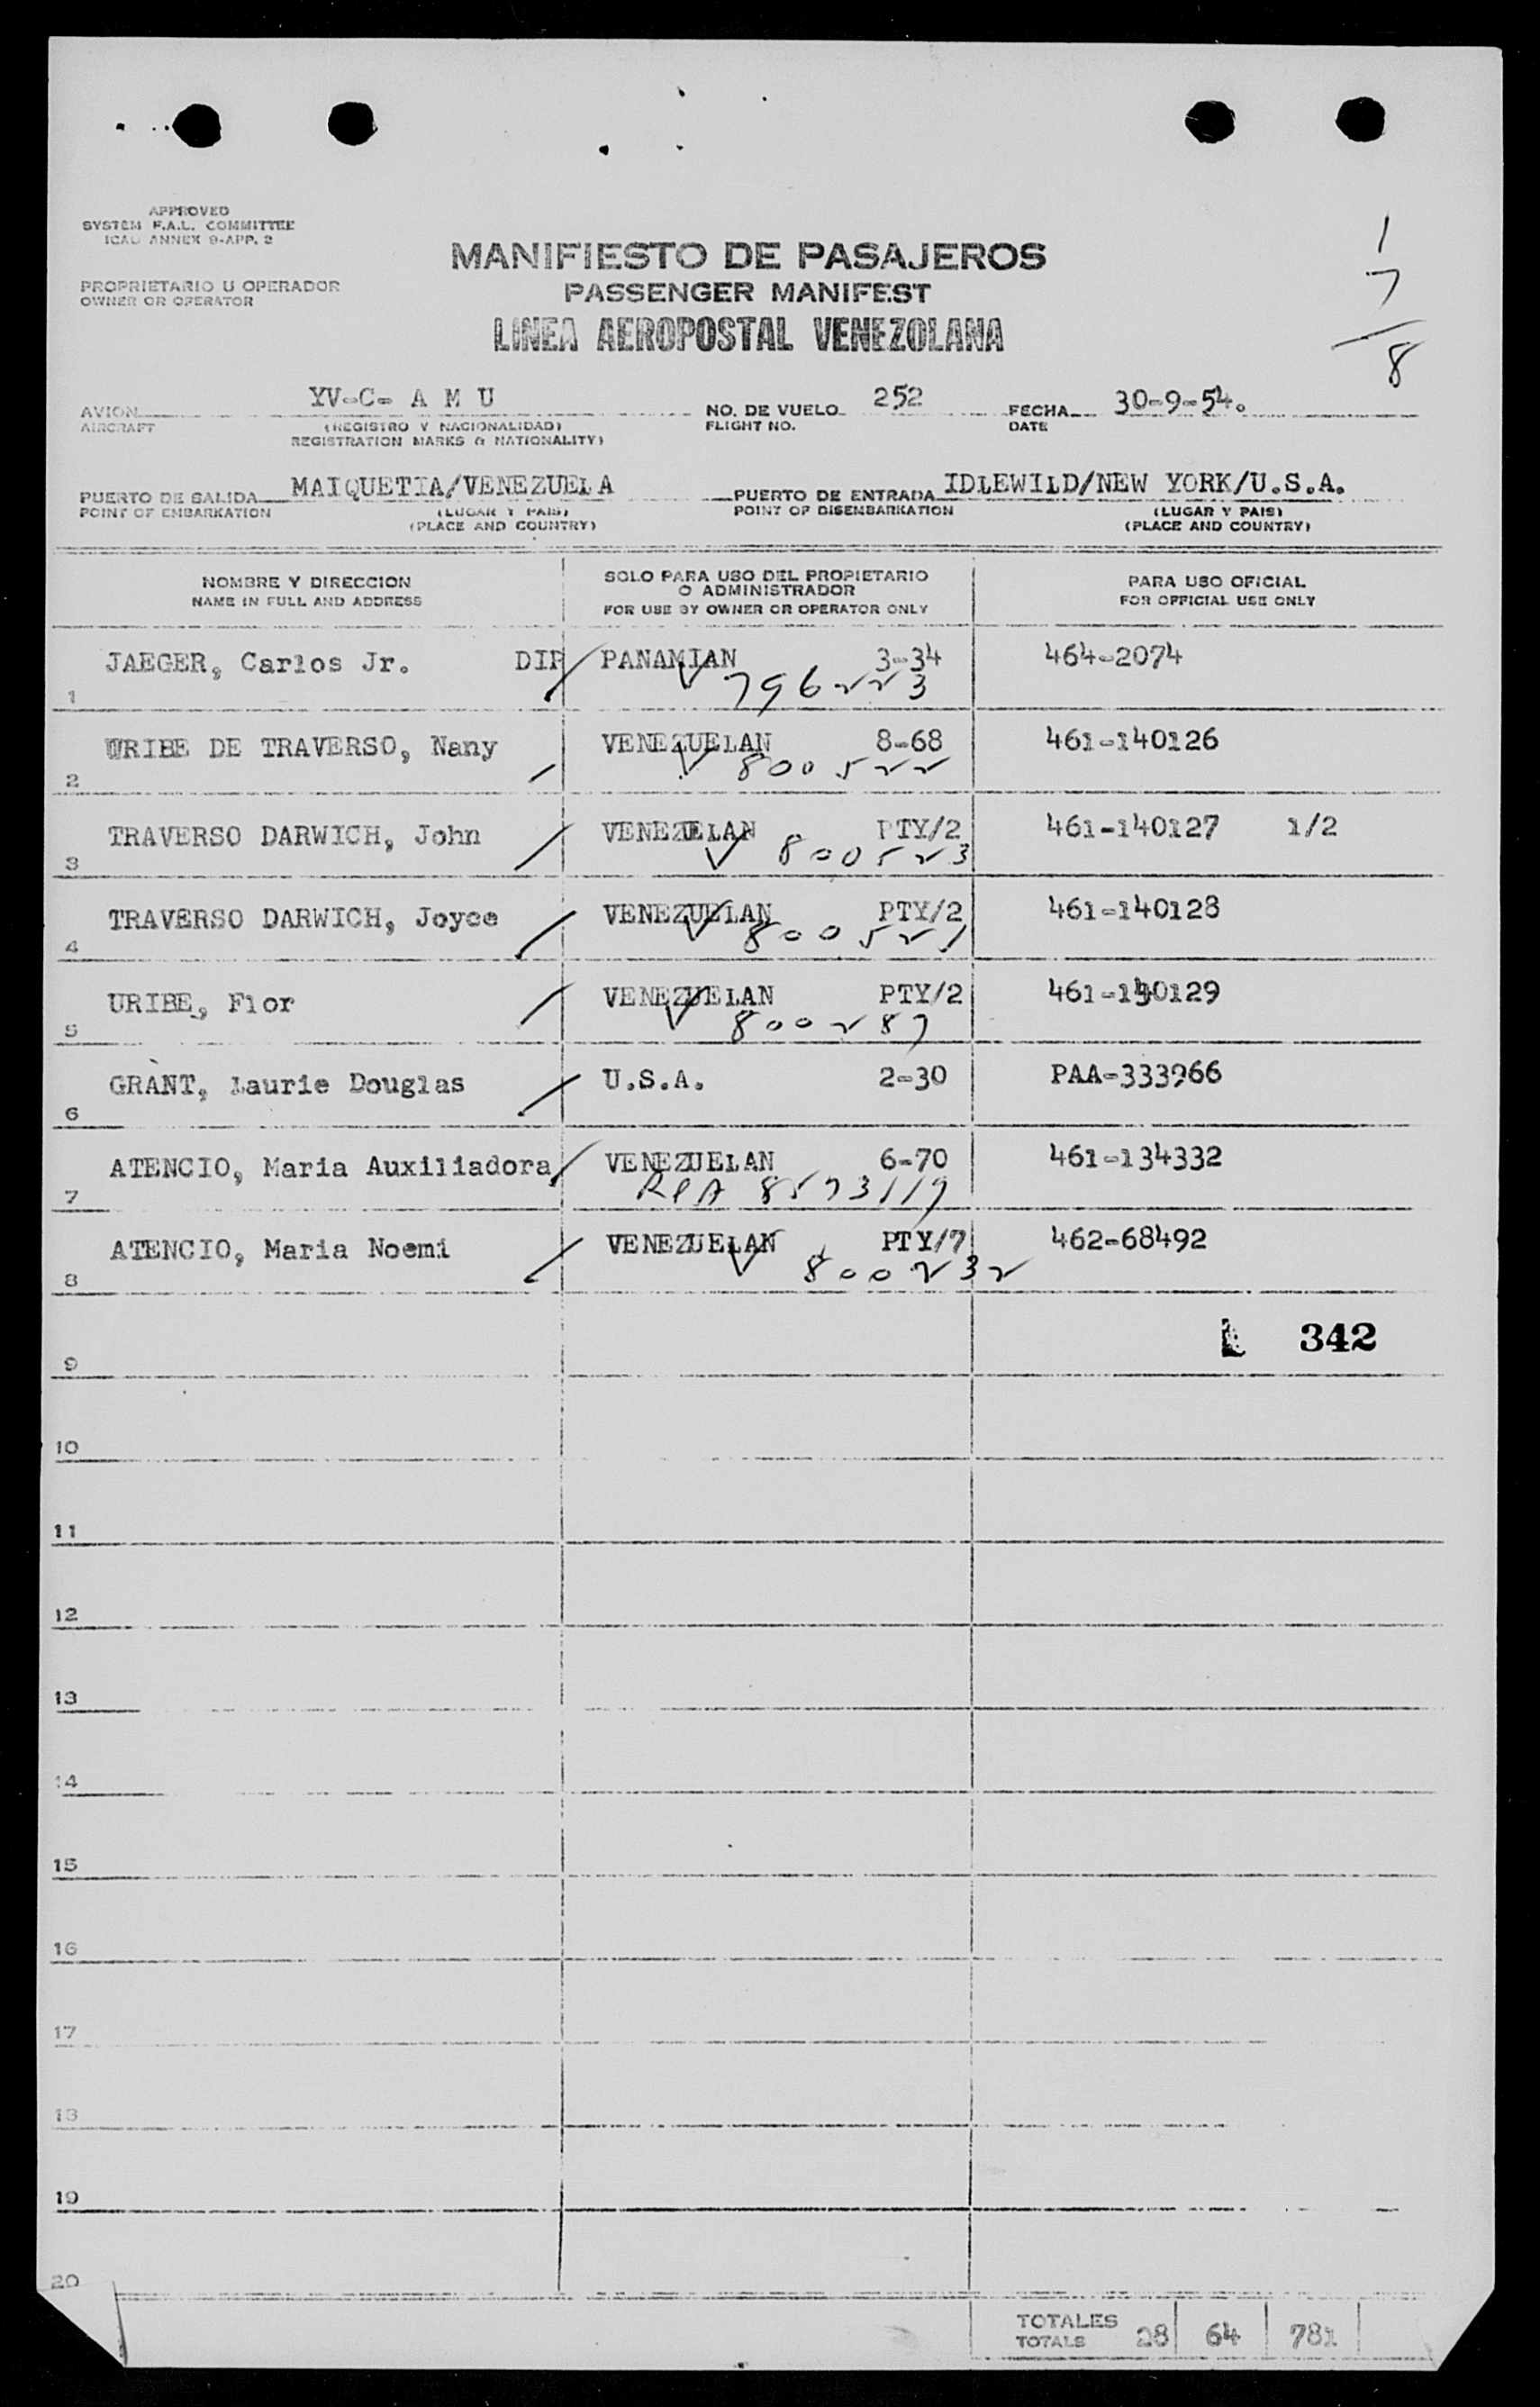 APPROVED
SYSTEM F.A.L. COMMITTEE
ICAO ANNEX 9-APP. 2
MANIFIESTO DE PASAJEROS
PASSENGER MANIFEST
LINEA AEROPOSTAL VENEZOLANA
PROPRIETARIO U OPERADOR
OWNER OR OPERATOR
1
7
8
AVION YV-C- A M U NO. DE VUELO 252 FECHA 30-9-54.
AIRCRAFT (REGISTRO Y NACIONALIDAD) FLIGHT NO. DATE
REGISTRATION MARKS & NATIONALITY)
PUERTO DE SALIDA MAIQUETIA/VENEZUELA PUERTO DE ENTRADA IDLEWILD/NEW YORK/U.S.A.
POINT OF EMBARKATION (LUGAR Y PAIS) POINT OF DISEMBARKATION (LUGAR Y PAIS)
(PLACE AND COUNTRY) (PLACE AND COUNTRY)
NOMBRE Y DIRECCION SOLO PARA USO DEL PROPIETARIO O ADMINISTRADOR PARA USO OFICIAL
NAME IN FULL AND ADDRESS FOR USE BY OWNER OR OPERATOR ONLY FOR OFFICIAL USE ONLY
JAEGER, Carlos Jr. DIP PANAMIAN 3-34 464-2074
1 796223
URIBE DE TRAVERSO, Nany VENEZUELAN 8-68 461-140126
2 800522
TRAVERSO DARWICH, John VENEZUELAN PTY/2 461-140127 1/2
3 800523
TRAVERSO DARWICH, Joyce VENEZUELAN PTY/2 461-140128
4 800521
URIBE, Flor VENEZUELAN PTY/2 461-140129
5 800287
GRANT, Laurie Douglas U.S.A. 2-30 PAA-333966
6
ATENCIO, Maria Auxiliadora VENEZUELAN 6-70 461-134332
7 8573119
ATENCIO, Maria Noemi VENEZUELAN PTY/7 462-68492
8 800232
342
9
10
11
12
13
14
15
16
17
18
19
20
TOTALES 28 64 781
TOTALS